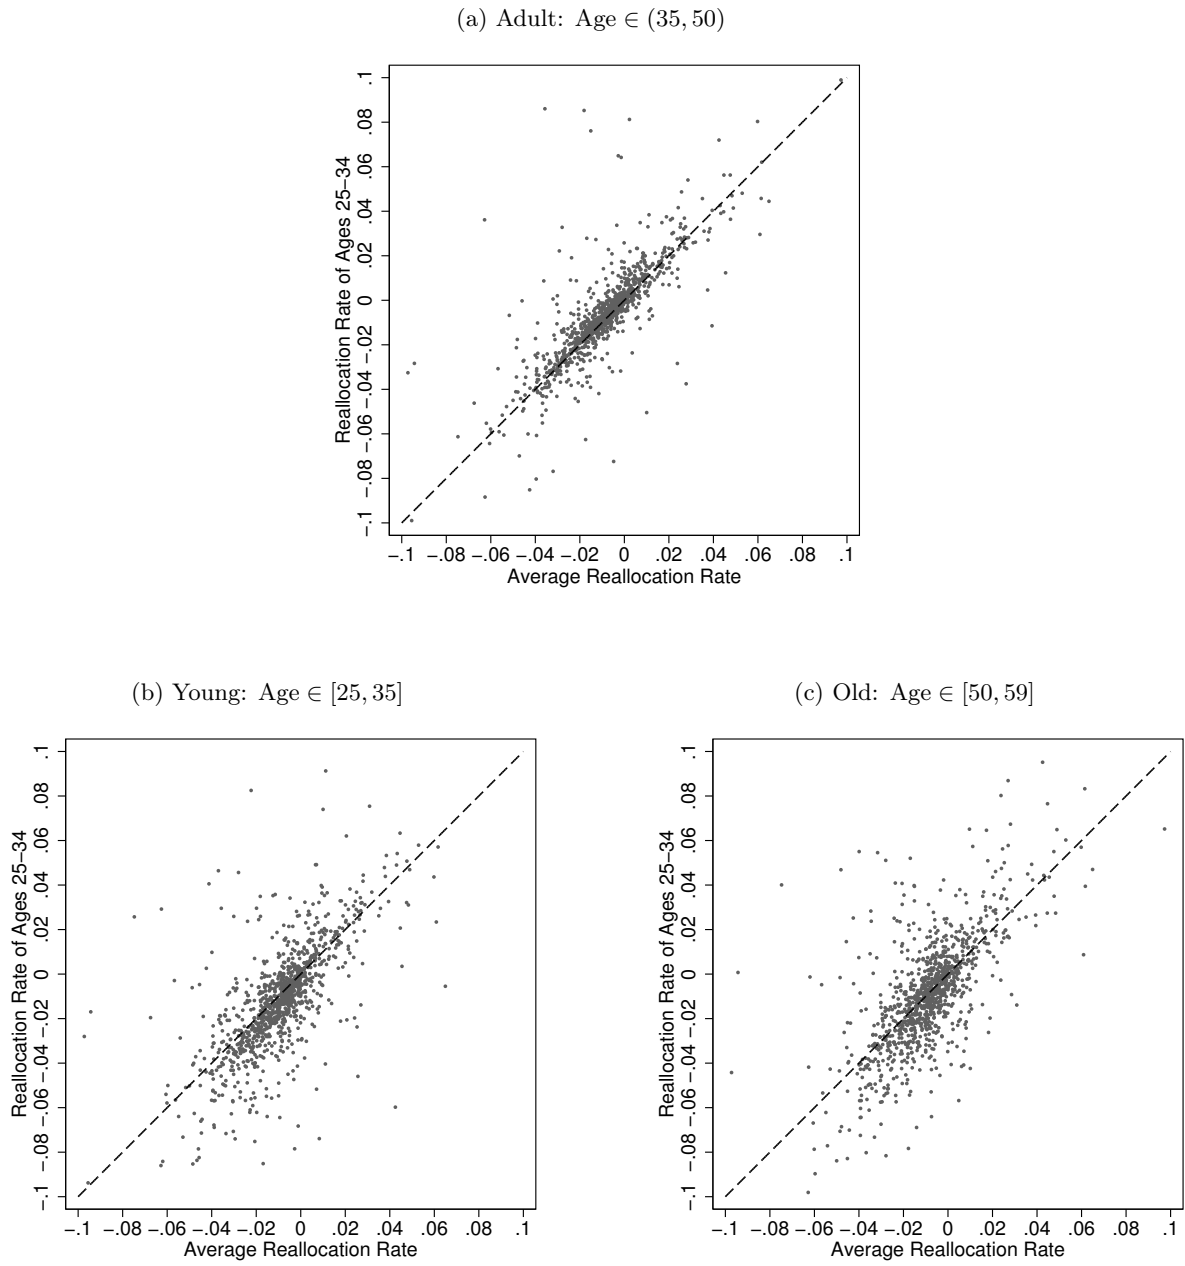 (a) Adult: Age ∈ (35, 50)
Reallocation Rate of Ages 25−34
.1
.08
.06
.04
.02
0
−.02
−.04
−.06
−.08
−.1
−.1 −.08 −.06 −.04 −.02 0 .02 .04 .06 .08 .1
Average Reallocation Rate
(b) Young: Age ∈ [25, 35]
Reallocation Rate of Ages 25−34
.1
.08
.06
.04
.02
0
−.02
−.04
−.06
−.08
−.1
−.1 −.08 −.06 −.04 −.02 0 .02 .04 .06 .08 .1
Average Reallocation Rate
(c) Old: Age ∈ [50, 59]
Reallocation Rate of Ages 25−34
.1
.08
.06
.04
.02
0
−.02
−.04
−.06
−.08
−.1
−.1 −.08 −.06 −.04 −.02 0 .02 .04 .06 .08 .1
Average Reallocation Rate